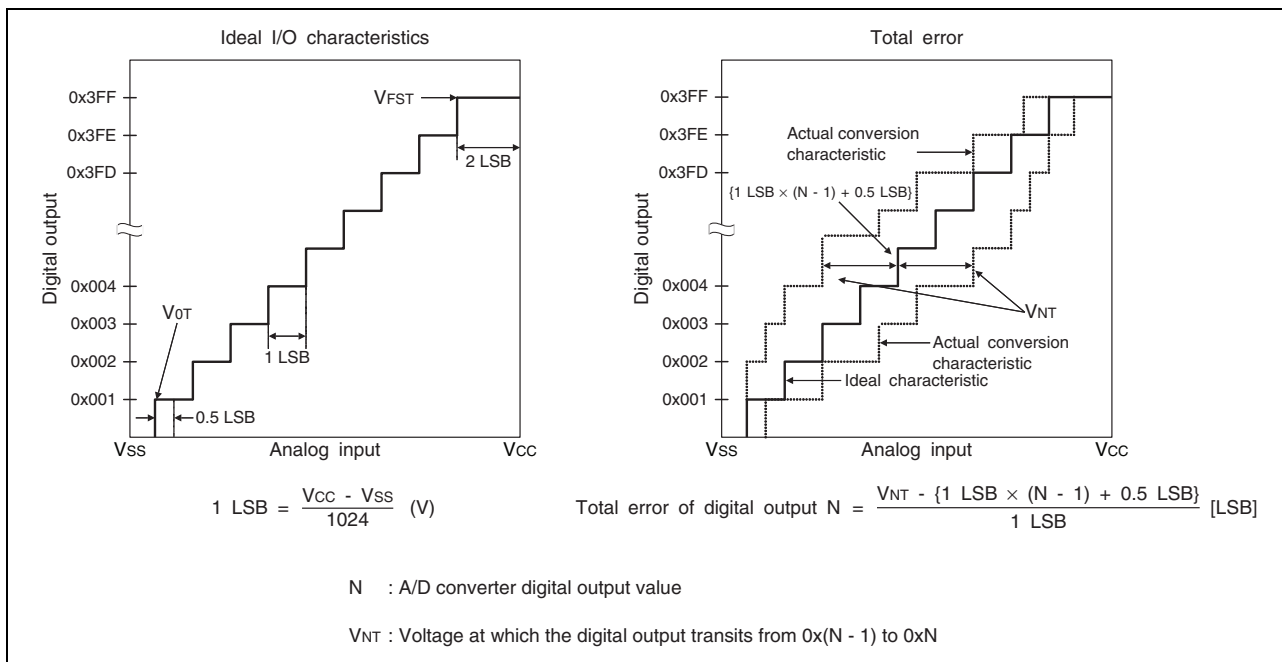 Ideal I/O characteristics
0x3FF
0x3FE
0x3FD
0x004
0x003
0x002
0x001
Digital output
VFST
2 LSB
V0T
1 LSB
0.5 LSB
VSS
Analog input
VCC
1 LSB = VCC - VSS / 1024 (V)
Total error
0x3FF
0x3FE
0x3FD
0x004
0x003
0x002
0x001
Digital output
Actual conversion
characteristic
{1 LSB × (N - 1) + 0.5 LSB}
VNT
Actual conversion
characteristic
Ideal characteristic
VSS
Analog input
VCC
Total error of digital output N = VNT - {1 LSB × (N - 1) + 0.5 LSB} / 1 LSB [LSB]
N : A/D converter digital output value
VNT : Voltage at which the digital output transits from 0x(N - 1) to 0xN